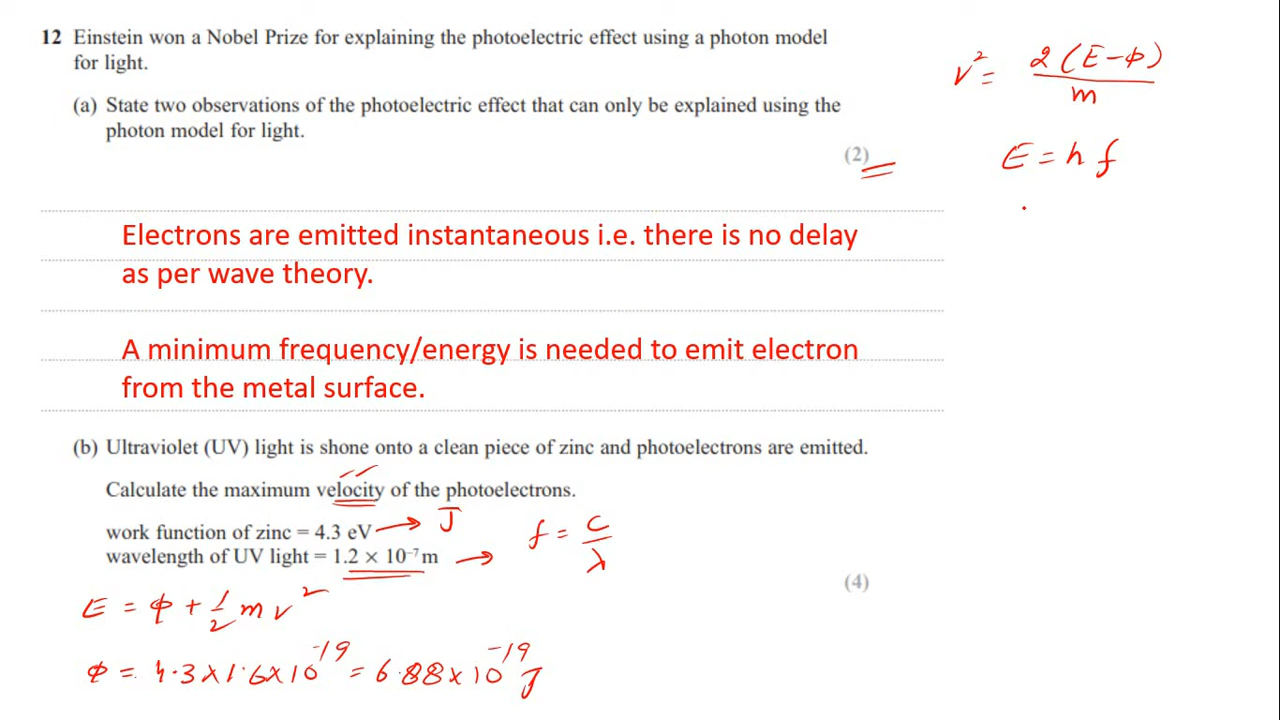 12 Einstein won a Nobel Prize for explaining the photoelectric effect using a photon model
for light.
(a) State two observations of the photoelectric effect that can only be explained using the
photon model for light.
(2)
Electrons are emitted instantaneous i.e. there is no delay
as per wave theory.
A minimum frequency/energy is needed to emit electron
from the metal surface.
(b) Ultraviolet (UV) light is shone onto a clean piece of zinc and photoelectrons are emitted.
Calculate the maximum velocity of the photoelectrons.
work function of zinc = 4.3 eV → J
wavelength of UV light = 1.2 × 10⁻⁷ m → f = c/λ
(4)
E = ϕ + 1/2 m v²
ϕ = 4.3 × 1.6 × 10⁻¹⁹ = 6.88 × 10⁻¹⁹ J
v² = 2(E − ϕ)/m
E = h f